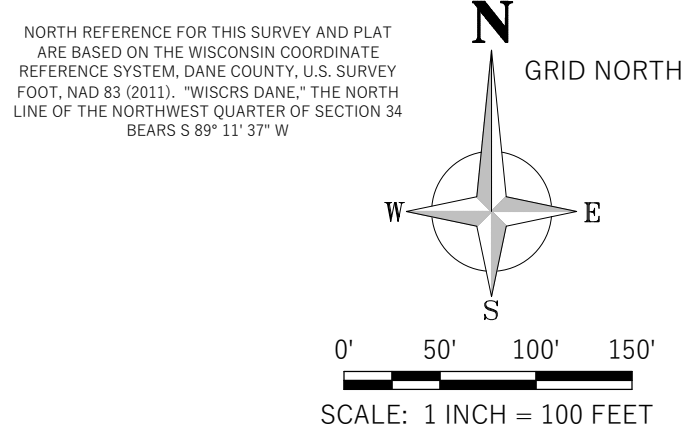 NORTH REFERENCE FOR THIS SURVEY AND PLAT
ARE BASED ON THE WISCONSIN COORDINATE
REFERENCE SYSTEM, DANE COUNTY, U.S. SURVEY
FOOT, NAD 83 (2011).  "WISCRS DANE," THE NORTH
LINE OF THE NORTHWEST QUARTER OF SECTION 34
BEARS S 89° 11' 37" W
N
GRID NORTH
W
E
S
0' 50' 100' 150'
SCALE:  1 INCH = 100 FEET